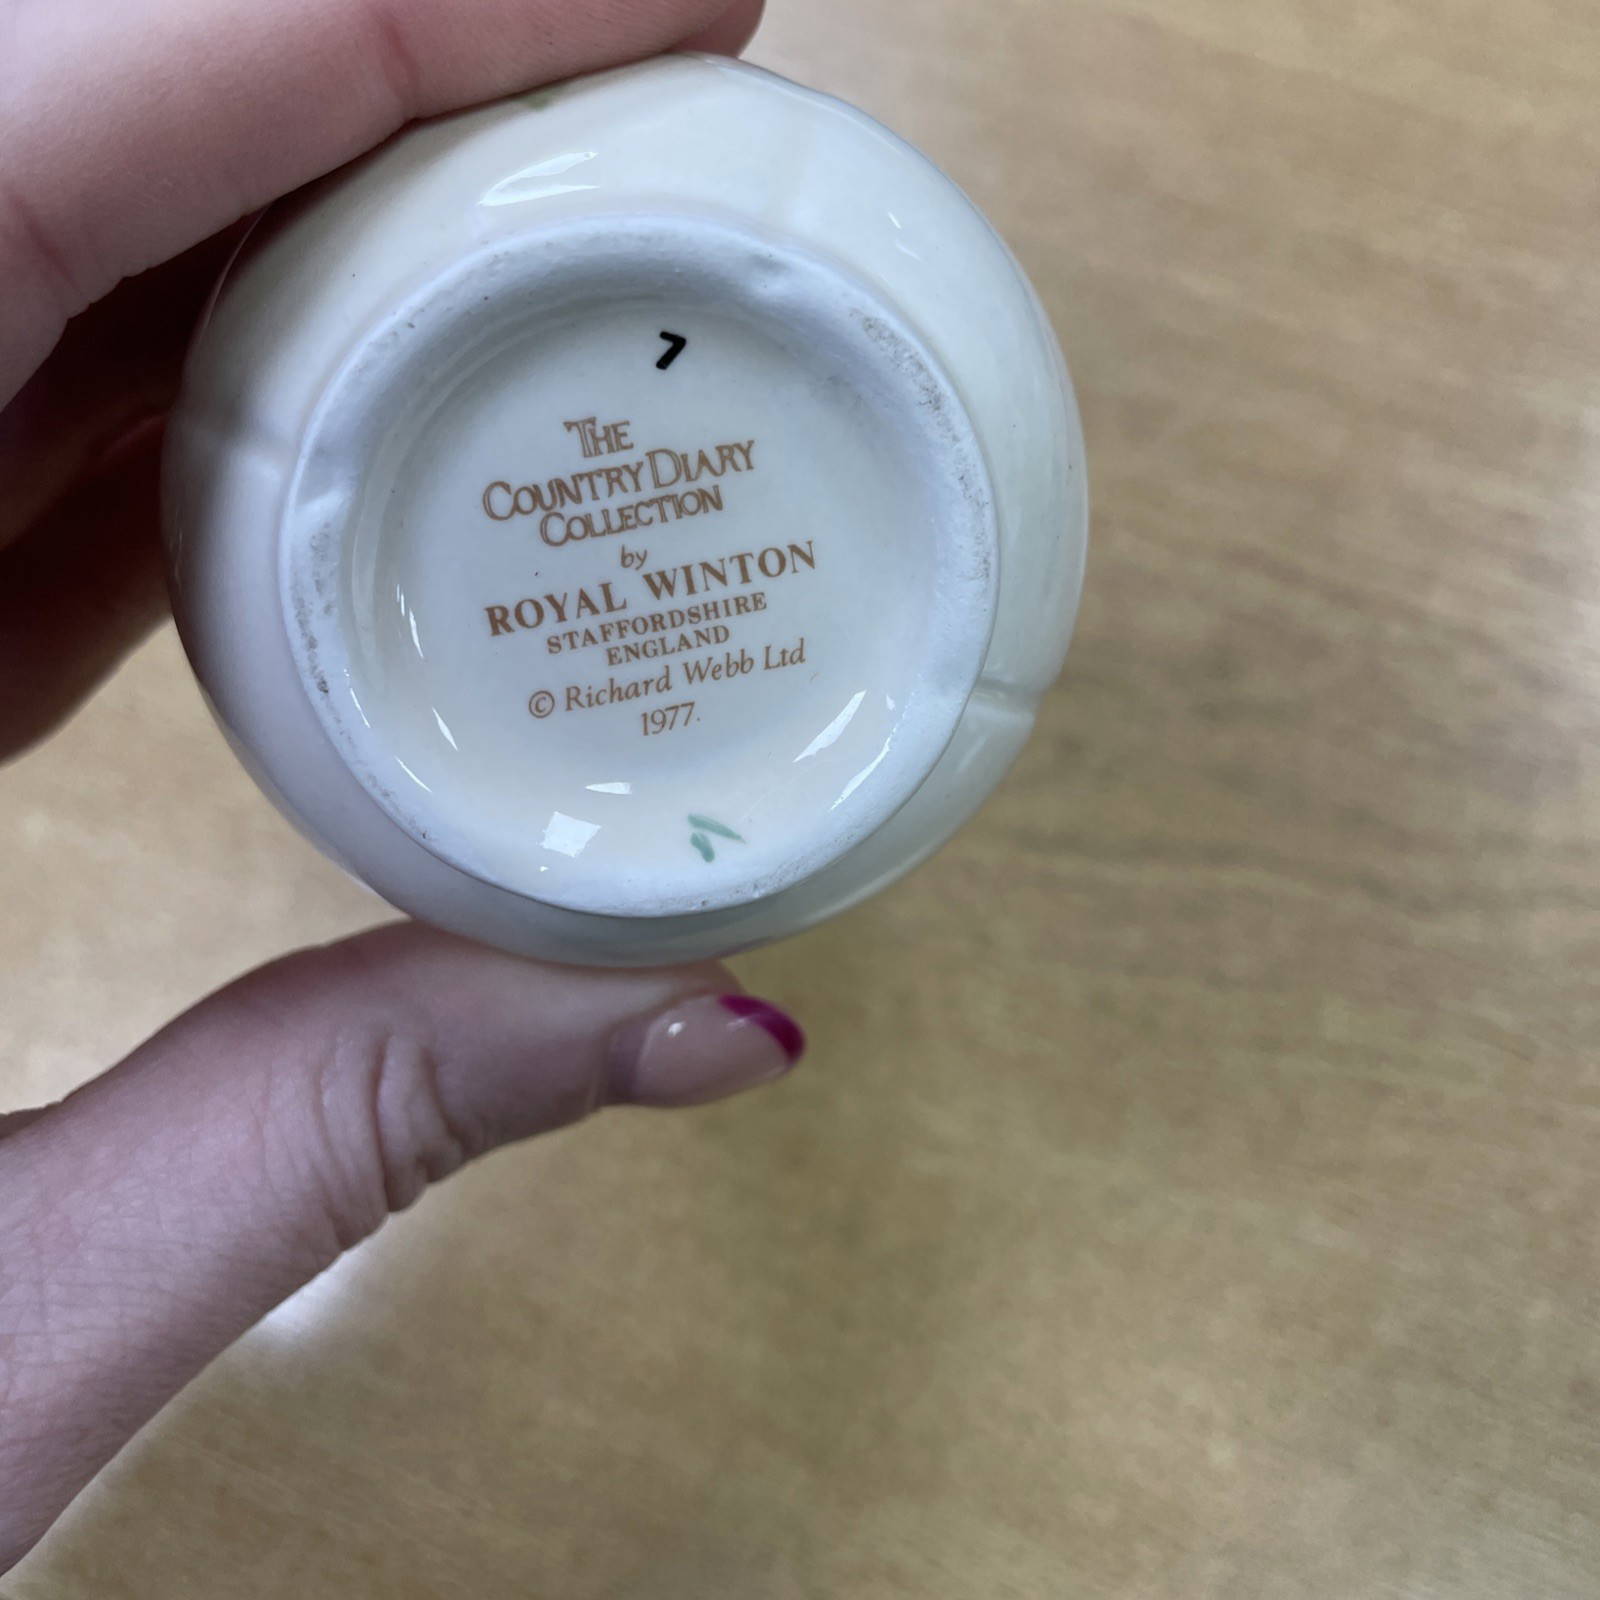 7
THE
COUNTRY DIARY
COLLECTION
by
ROYAL WINTON
STAFFORDSHIRE
ENGLAND
© Richard Webb Ltd
1977.